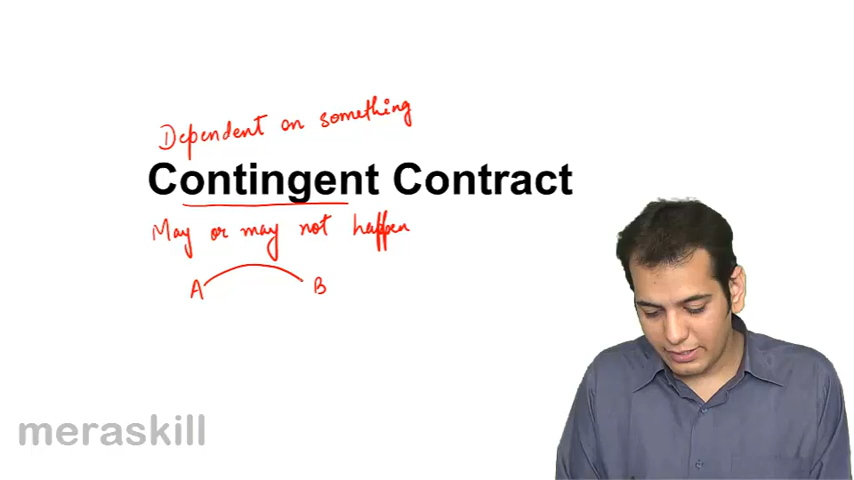 Dependent on something
Contingent Contract
May or may not happen
A B
meraskill